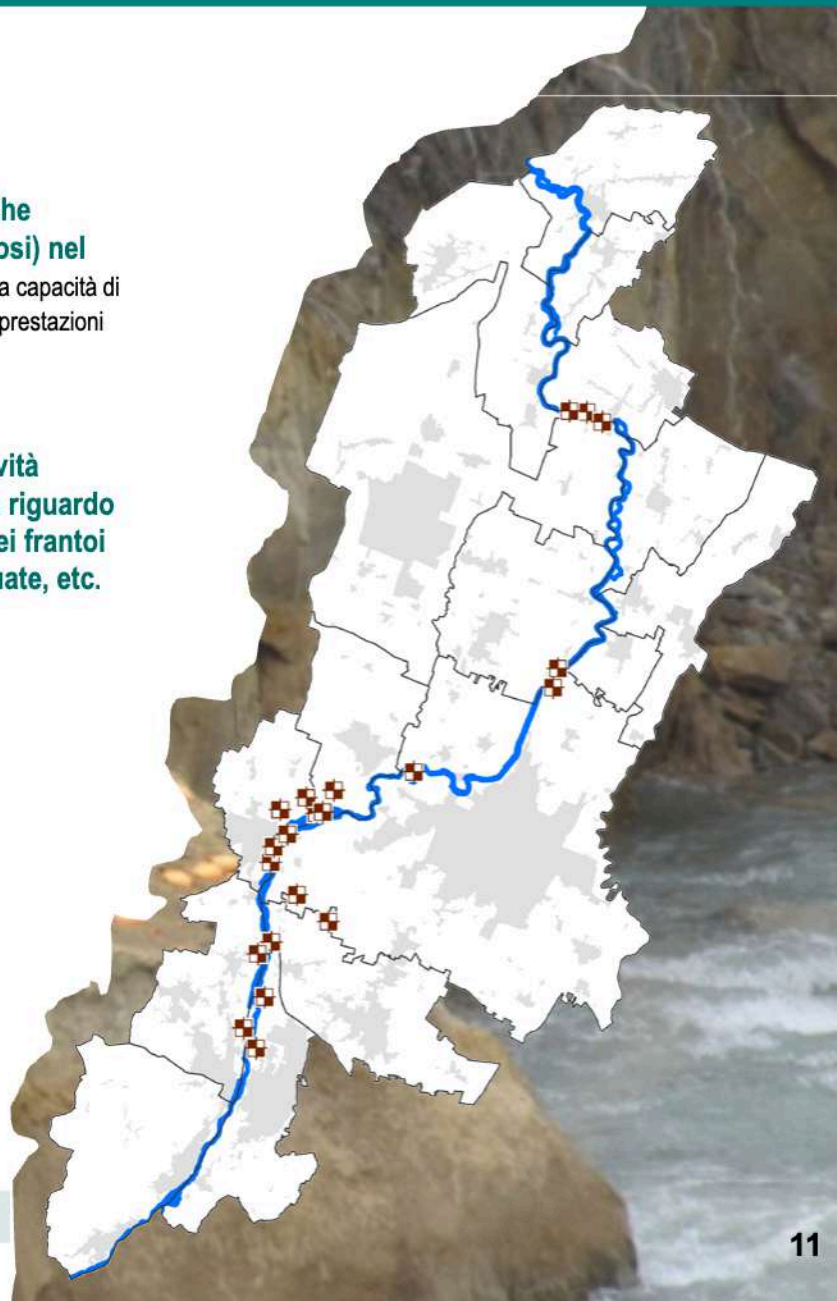 he
osi) nel
a capacità di
prestazioni
vità
riguardo
ei frantoi
uate, etc.
11